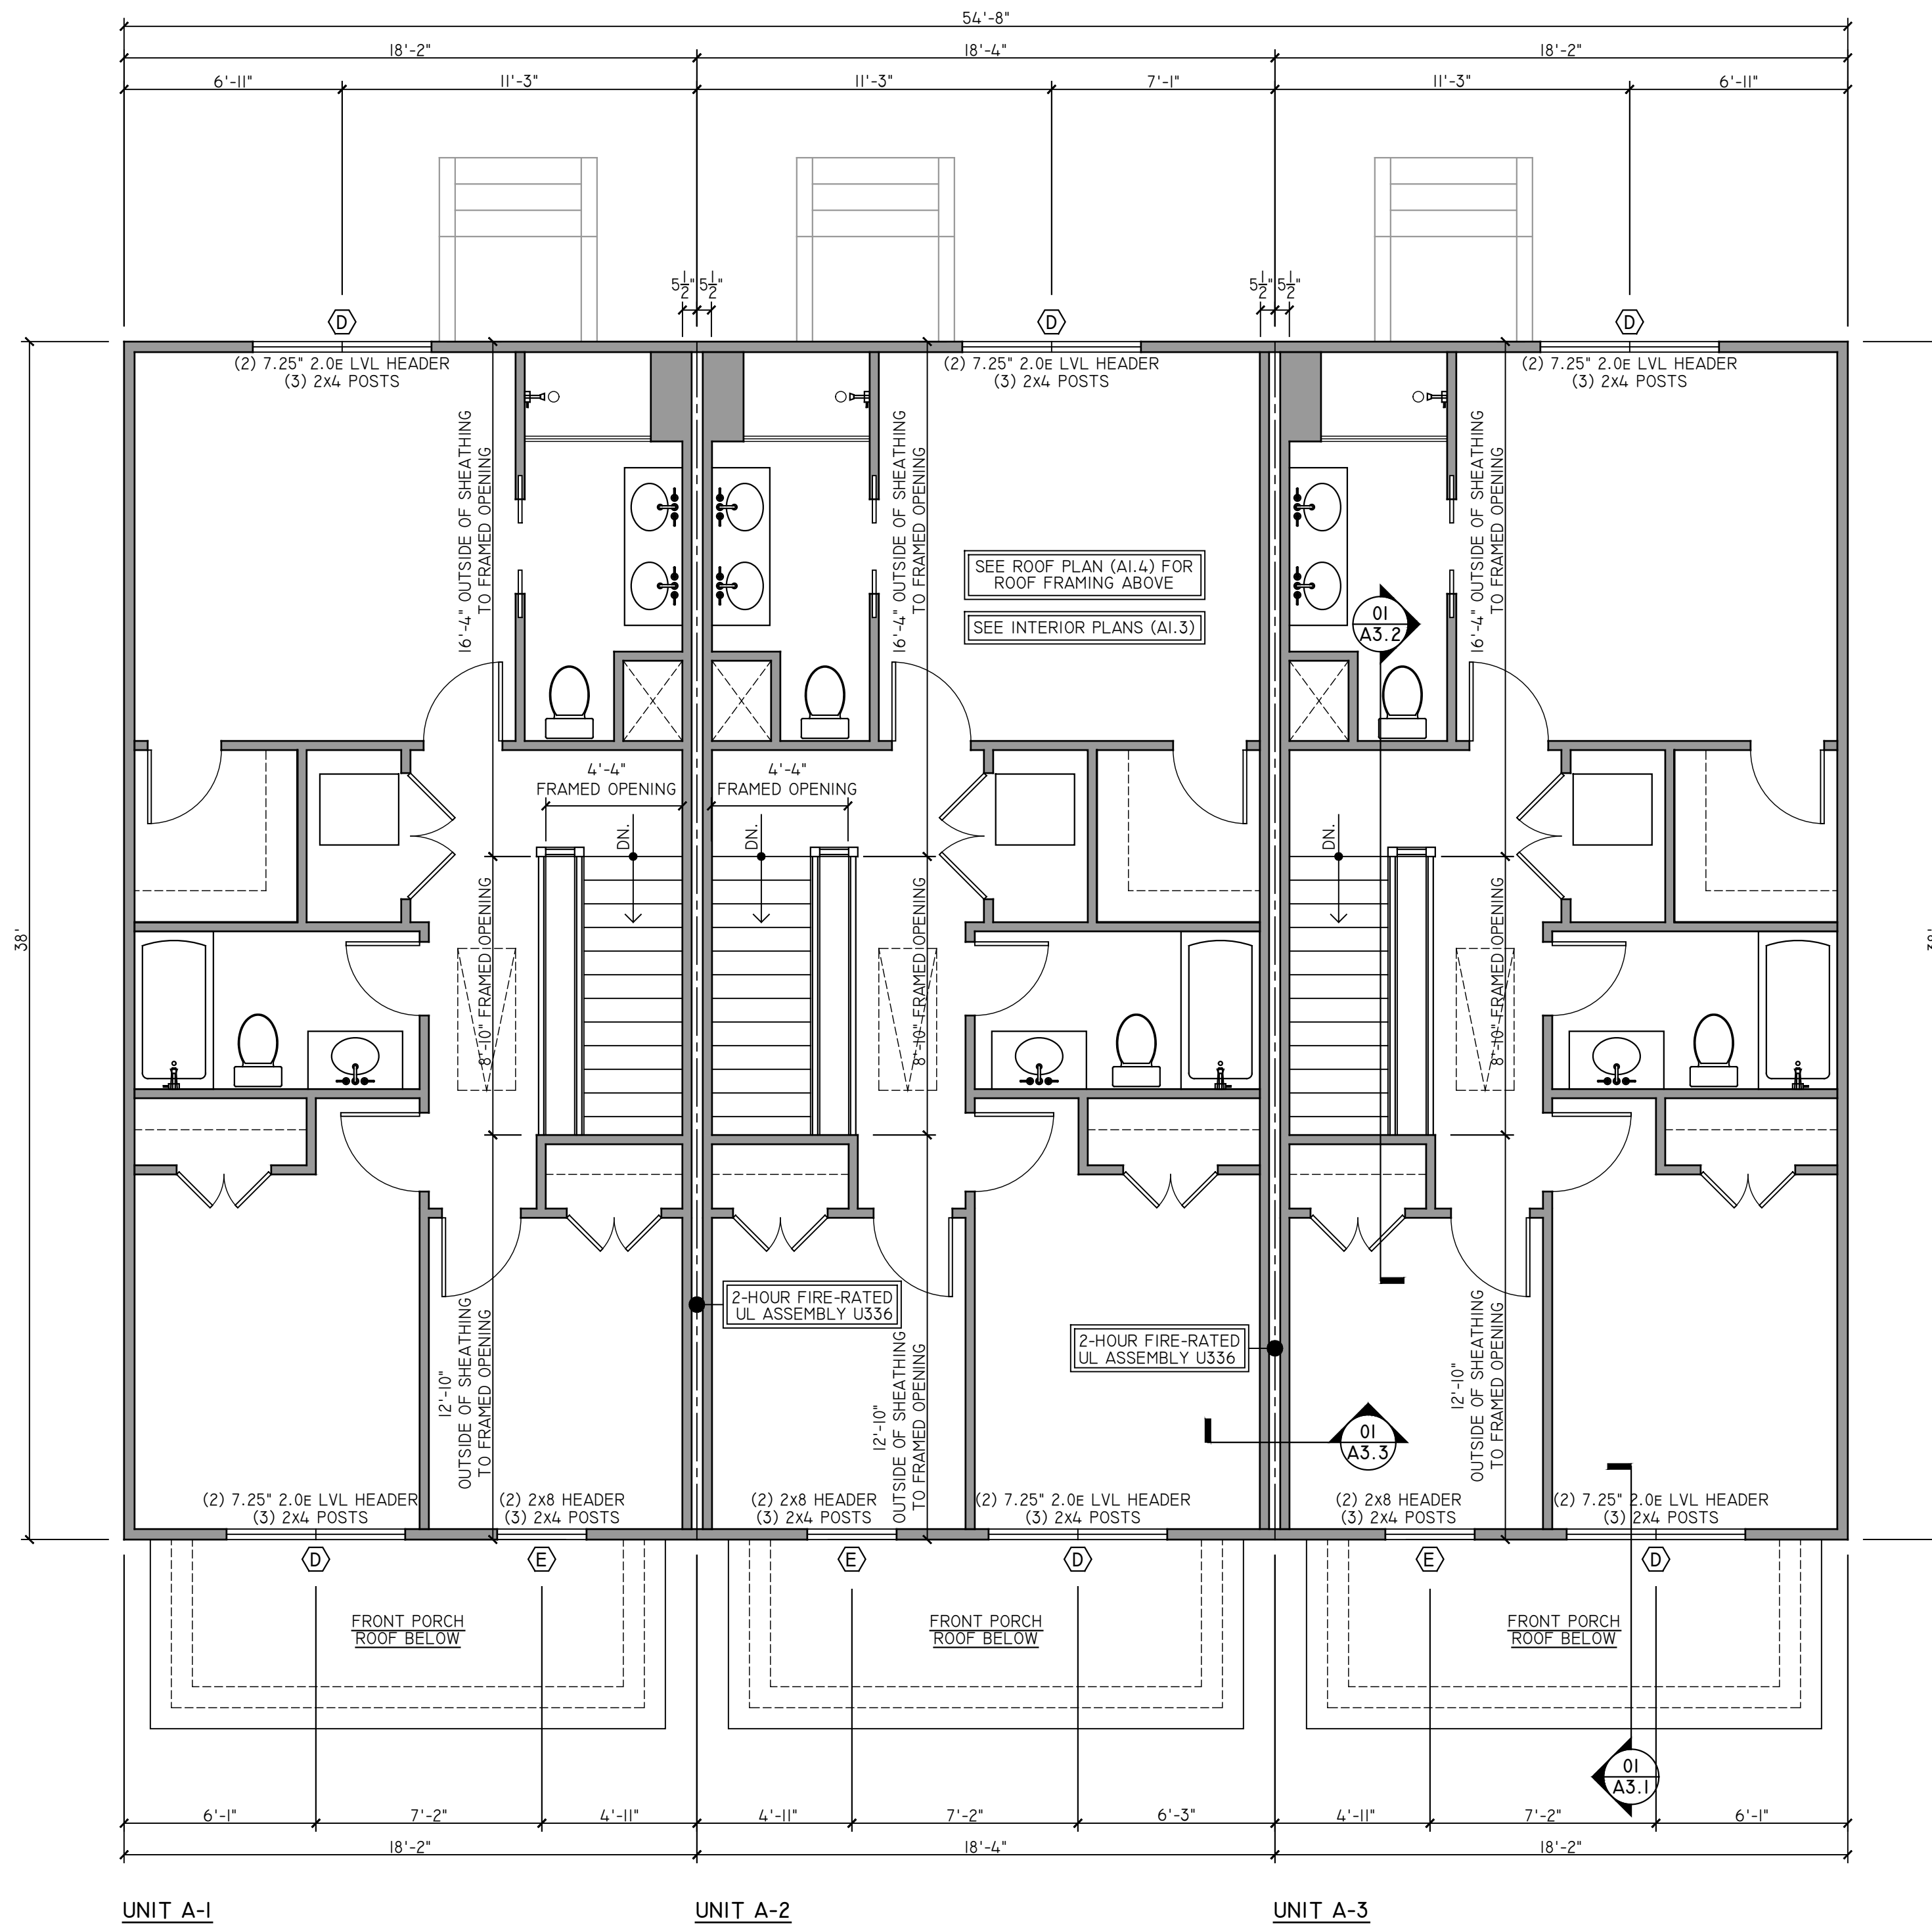 54'-8"
18'-2"
18'-4"
18'-2"
6'-11"
11'-3"
11'-3"
7'-1"
11'-3"
6'-11"
5 1/2"
5 1/2"
5 1/2"
5 1/2"
D
D
D
(2) 7.25" 2.0E LVL HEADER
(3) 2x4 POSTS
(2) 7.25" 2.0E LVL HEADER
(3) 2x4 POSTS
(2) 7.25" 2.0E LVL HEADER
(3) 2x4 POSTS
16'-4" OUTSIDE OF SHEATHING
TO FRAMED OPENING
16'-4" OUTSIDE OF SHEATHING
TO FRAMED OPENING
16'-4" OUTSIDE OF SHEATHING
TO FRAMED OPENING
SEE ROOF PLAN (A1.4) FOR
ROOF FRAMING ABOVE
SEE INTERIOR PLANS (A1.3)
01
A3.2
4'-4"
FRAMED OPENING
4'-4"
FRAMED OPENING
DN.
DN.
DN.
38'
8'-10" FRAMED OPENING
8'-10" FRAMED OPENING
8'-10" FRAMED OPENING
2-HOUR FIRE-RATED
UL ASSEMBLY U336
2-HOUR FIRE-RATED
UL ASSEMBLY U336
12'-10"
OUTSIDE OF SHEATHING
TO FRAMED OPENING
12'-10"
OUTSIDE OF SHEATHING
TO FRAMED OPENING
12'-10"
OUTSIDE OF SHEATHING
TO FRAMED OPENING
01
A3.3
(2) 7.25" 2.0E LVL HEADER
(3) 2x4 POSTS
(2) 2x8 HEADER
(3) 2x4 POSTS
(2) 2x8 HEADER
(3) 2x4 POSTS
(2) 7.25" 2.0E LVL HEADER
(3) 2x4 POSTS
(2) 2x8 HEADER
(3) 2x4 POSTS
(2) 7.25" 2.0E LVL HEADER
(3) 2x4 POSTS
D
E
E
D
E
D
FRONT PORCH
ROOF BELOW
FRONT PORCH
ROOF BELOW
FRONT PORCH
ROOF BELOW
01
A3.1
6'-1"
7'-2"
4'-11"
4'-11"
7'-2"
6'-3"
4'-11"
7'-2"
6'-1"
18'-2"
18'-4"
18'-2"
UNIT A-1
UNIT A-2
UNIT A-3